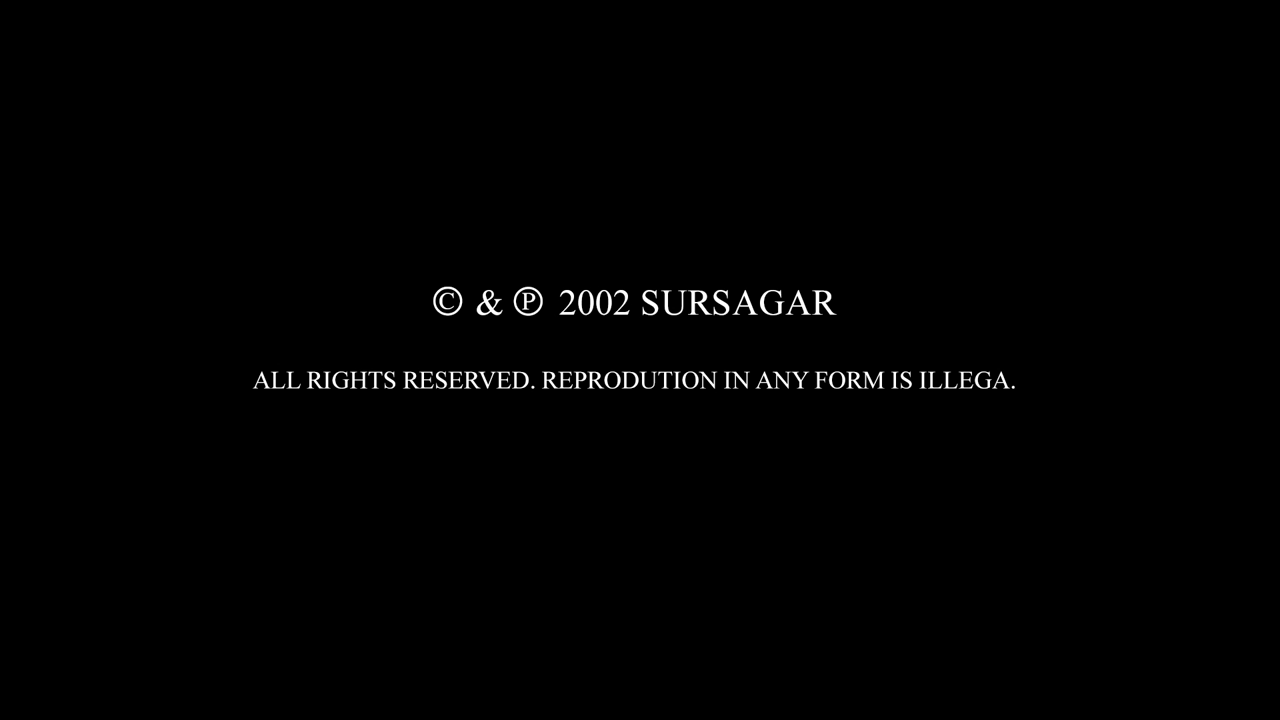 © & ℗ 2002 SURSAGAR
ALL RIGHTS RESERVED. REPRODUTION IN ANY FORM IS ILLEGA.